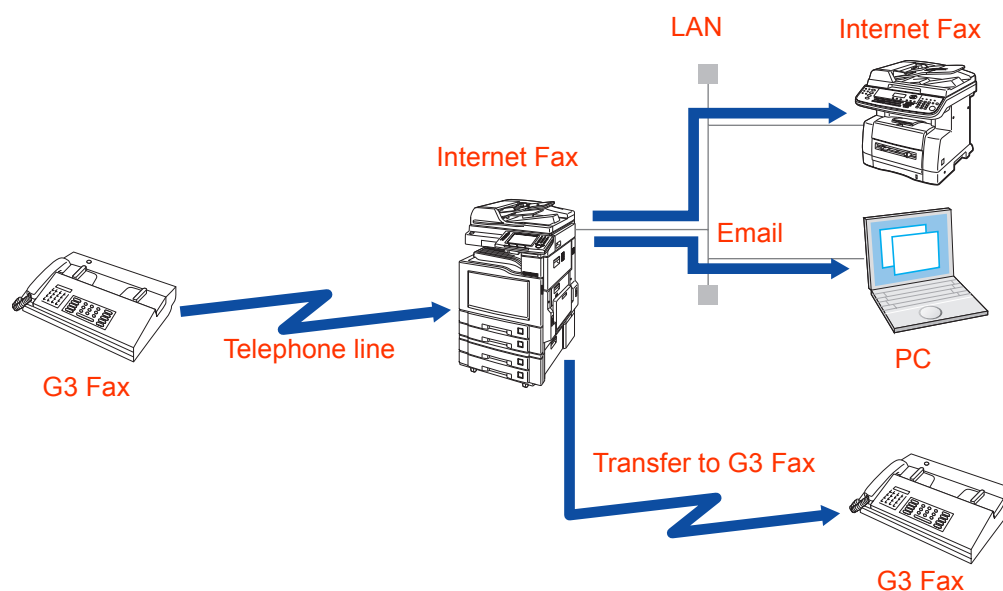 LAN
Internet Fax
Internet Fax
Email
Telephone line
G3 Fax
PC
Transfer to G3 Fax
G3 Fax